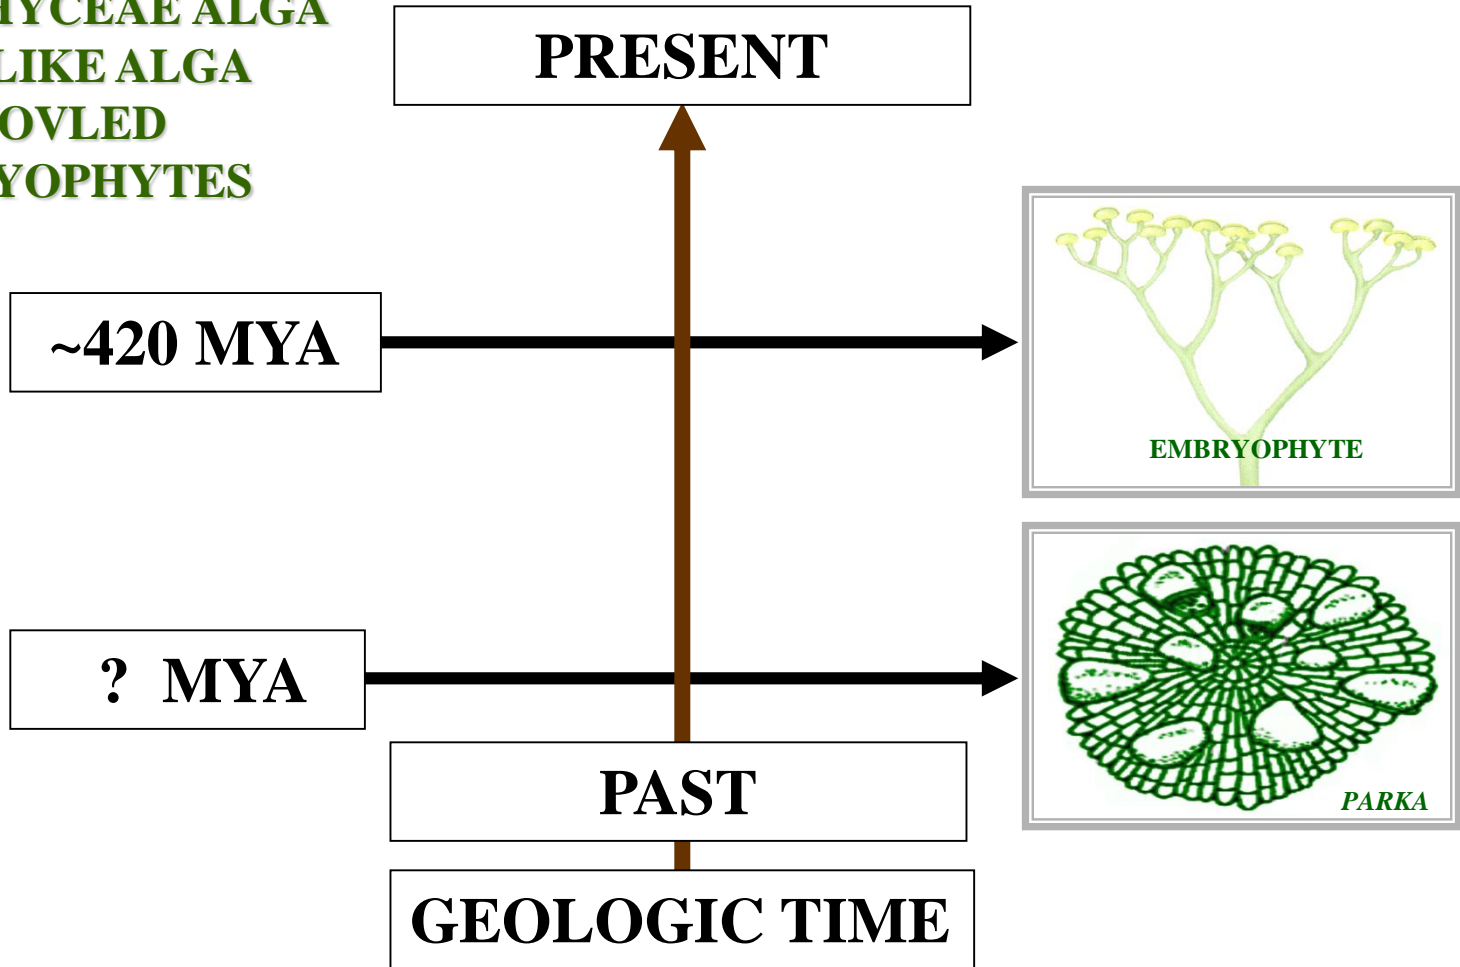 HYCEAE ALGA
LIKE ALGA
OVLED
YOPHYTES
PRESENT
~420 MYA
EMBRYOPHYTE
? MYA
PARKA
PAST
GEOLOGIC TIME